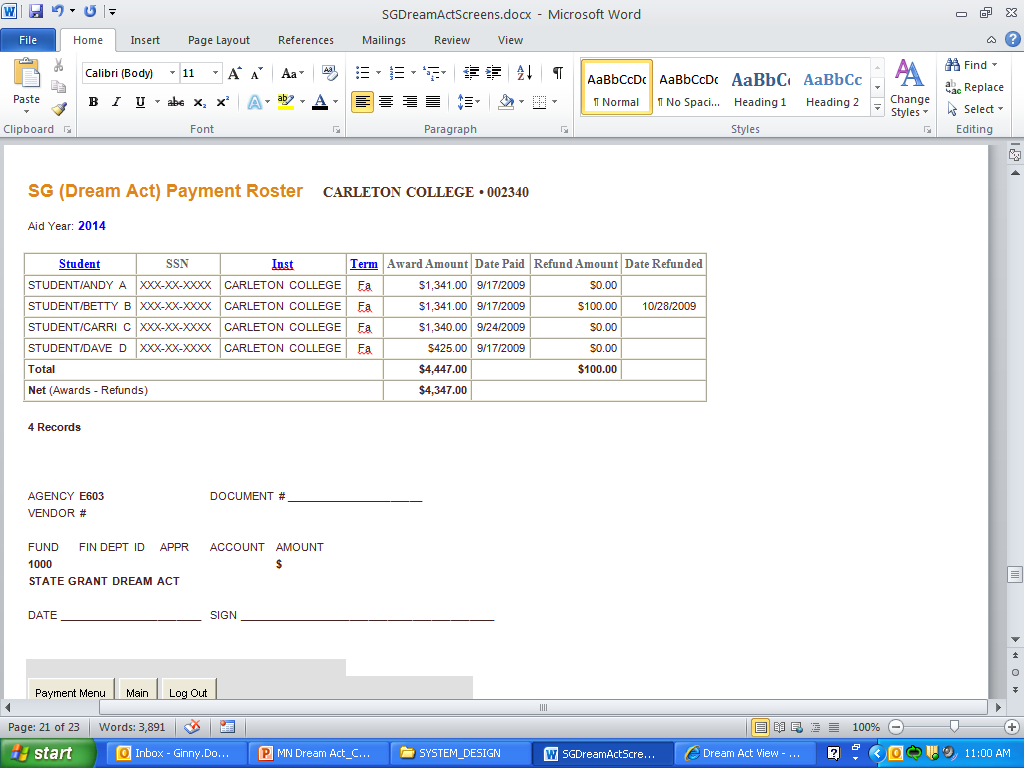 SGDreamActScreens.docx - Microsoft Word
File Home Insert Page Layout References Mailings Review View
Paste
Calibri (Body) 11
AaBbCcDc AaBbCcDc AaBbC AaBbCc
¶ Normal ¶ No Spaci... Heading 1 Heading 2
Change Styles
Find
Replace
Select
Clipboard Font Paragraph Styles Editing
SG (Dream Act) Payment Roster CARLETON COLLEGE • 002340
Aid Year: 2014
Student SSN Inst Term Award Amount Date Paid Refund Amount Date Refunded
STUDENT/ANDY A XXX-XX-XXXX CARLETON COLLEGE Fa $1,341.00 9/17/2009 $0.00
STUDENT/BETTY B XXX-XX-XXXX CARLETON COLLEGE Fa $1,341.00 9/17/2009 $100.00 10/28/2009
STUDENT/CARRI C XXX-XX-XXXX CARLETON COLLEGE Fa $1,340.00 9/24/2009 $0.00
STUDENT/DAVE D XXX-XX-XXXX CARLETON COLLEGE Fa $425.00 9/17/2009 $0.00
Total $4,447.00 $100.00
Net (Awards - Refunds) $4,347.00
4 Records
AGENCY E603 DOCUMENT # ______________________
VENDOR #
FUND FIN DEPT ID APPR ACCOUNT AMOUNT
1000 $
STATE GRANT DREAM ACT
DATE _______________________ SIGN __________________________________________
Payment Menu Main Log Out
Page: 21 of 23 Words: 3,891 100%
start Inbox - Ginny.Do... MN Dream Act_C... SYSTEM_DESIGN SGDreamActScre... Dream Act View - ... 11:00 AM